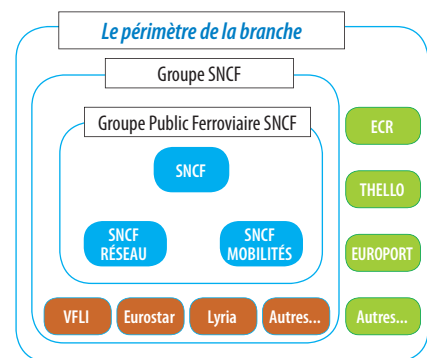 Le périmètre de la branche
Groupe SNCF
Groupe Public Ferroviaire SNCF
SNCF
SNCF
RÉSEAU
SNCF
MOBILITÉS
VFLI
Eurostar
Lyria
Autres...
ECR
THELLO
EUROPORT
Autres...